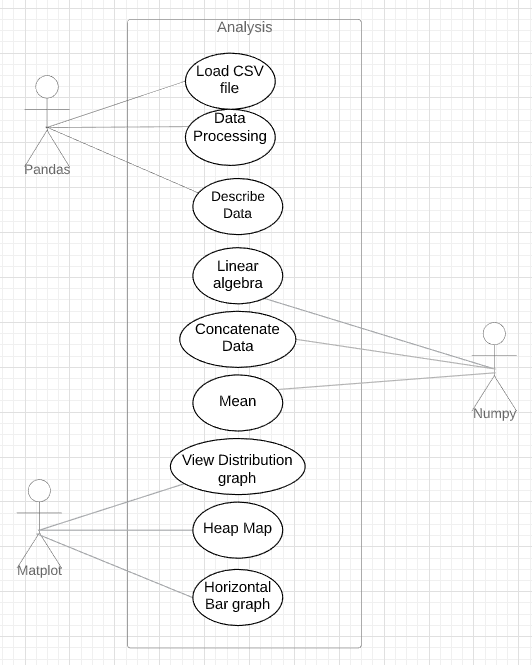 Analysis
Load CSV
file
Data
Processing
Pandas
Describe
Data
Linear
algebra
Concatenate
Data
Mean
Numpy
View Distribution
graph
Heap Map
Matplot
Horizontal
Bar graph